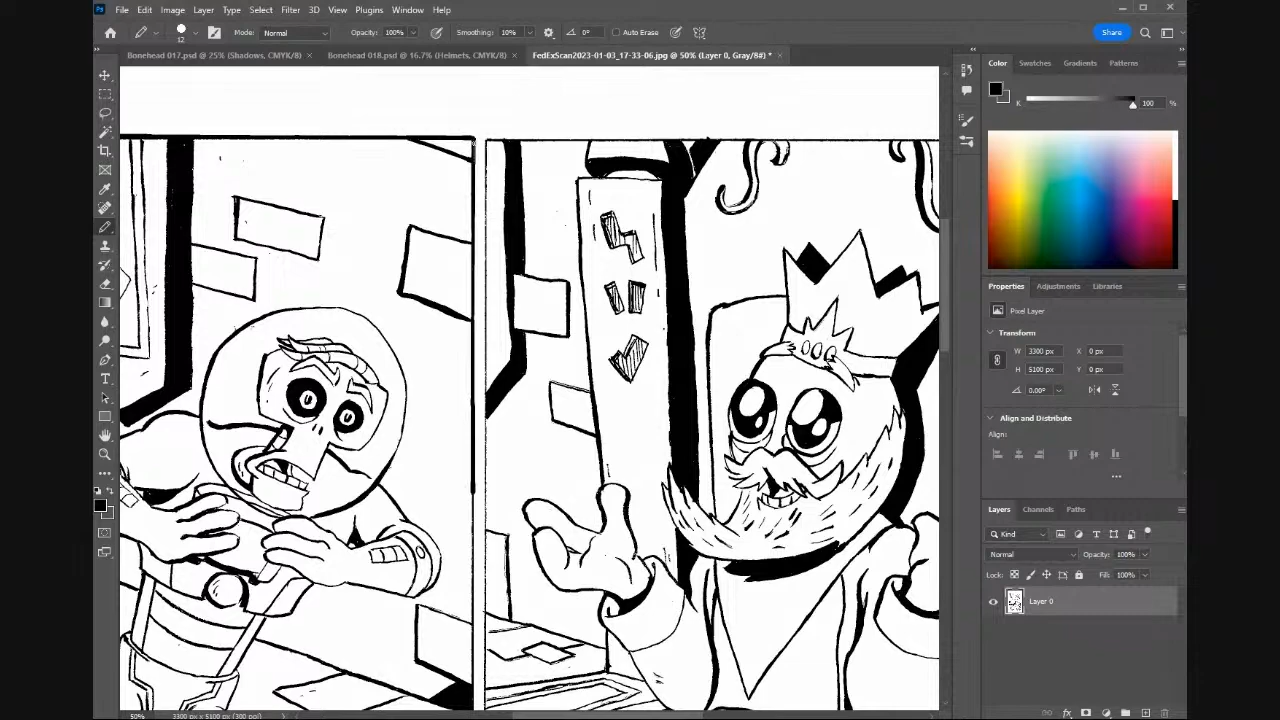 Ps File Edit Image Layer Type Select Filter 3D View Plugins Window Help
12 Mode: Normal Opacity: 100% Smoothing: 10% 0° Auto Erase Share
Bonehead 017.psd @ 25% (Shadows, CMYK/8) × Bonehead 018.psd @ 16.7% (Helmets, CMYK/8) × FedExScan2023-01-03_17-33-06.jpg @ 50% (Layer 0, Gray/8#) * ×
Color Swatches Gradients Patterns
K 100 %
Properties Adjustments Libraries
Pixel Layer
Transform
W 3300 px X 0 px
H 5100 px Y 0 px
0.00°
Align and Distribute
Align:
Layers Channels Paths
Kind
Normal Opacity: 100%
Lock: Fill: 100%
Layer 0
fx
50% 3300 px x 5100 px (300 ppi)